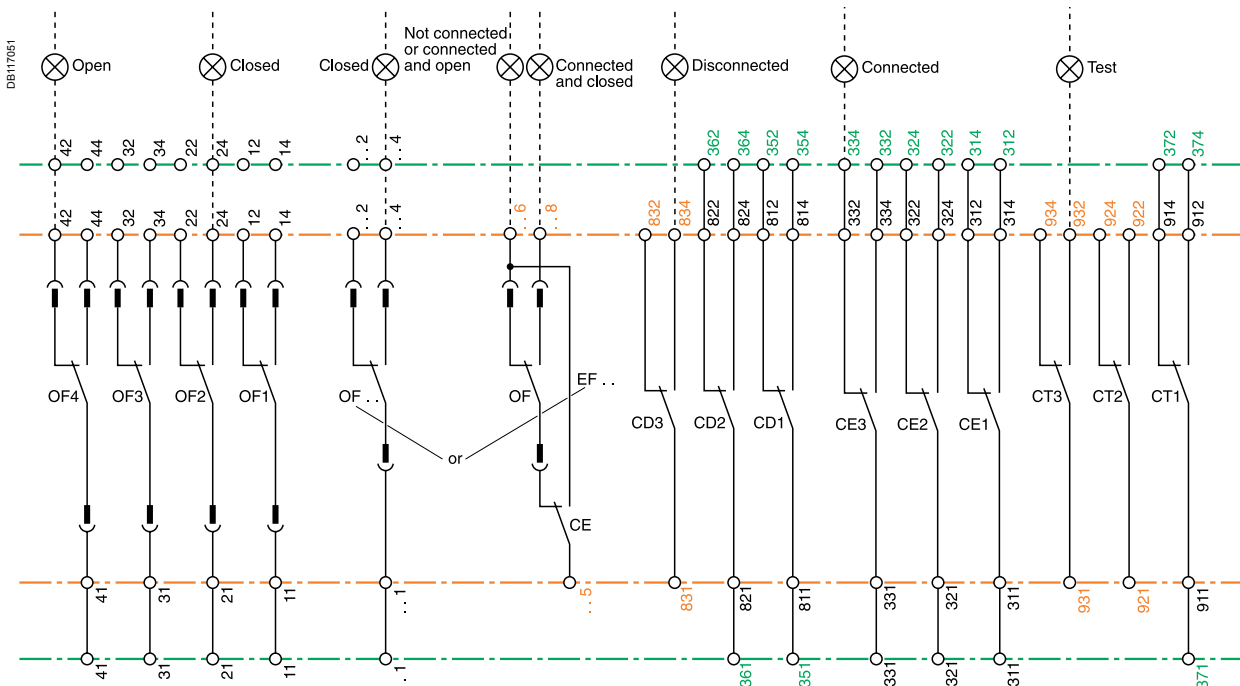 DB117051
Open
Closed
Closed
Not connected
or connected
and open
Connected
and closed
Disconnected
Connected
Test
42 44 32 34 22 24 12 14 . . 2 . . 4 362 364 352 354 334 332 324 322 314 312 372 374
42 44 32 34 22 24 12 14 . . 2 . . 4 . . 6 . . 8 832 834 822 824 812 814 332 334 322 324 312 314 934 932 924 922 914 912
OF4 OF3 OF2 OF1 OF . . OF EF . . CD3 CD2 CD1 CE3 CE2 CE1 CT3 CT2 CT1
or
CE
41 31 21 11 . . 1 . . 5 831 821 811 331 321 311 931 921 911
41 31 21 11 . . 1 361 351 331 321 311 371